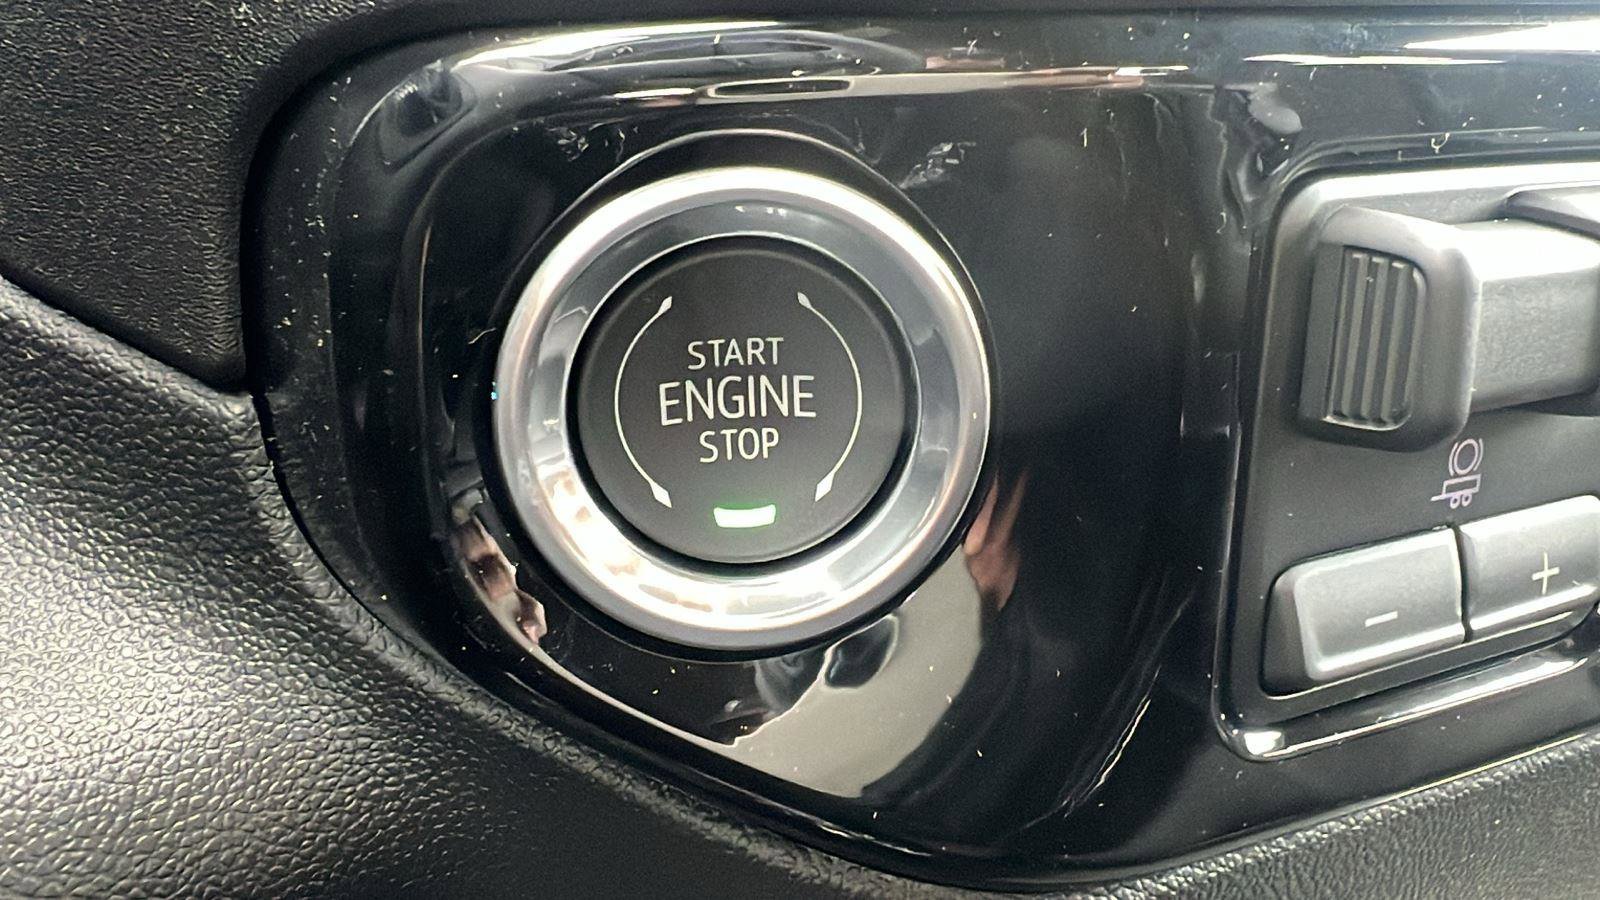 START
ENGINE
STOP
- +